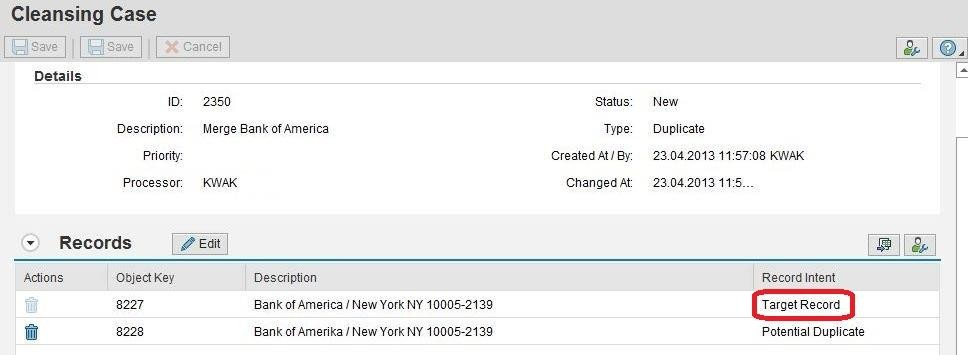 Cleansing Case
Save Save Cancel
Details
ID: 2350 Status: New
Description: Merge Bank of America Type: Duplicate
Priority: Created At / By: 23.04.2013 11:57:08 KWAK
Processor: KWAK Changed At: 23.04.2013 11:5...
Records Edit
Actions Object Key Description Record Intent
8227 Bank of America / New York NY 10005-2139 Target Record
8228 Bank of Amerika / New York NY 10005-2139 Potential Duplicate